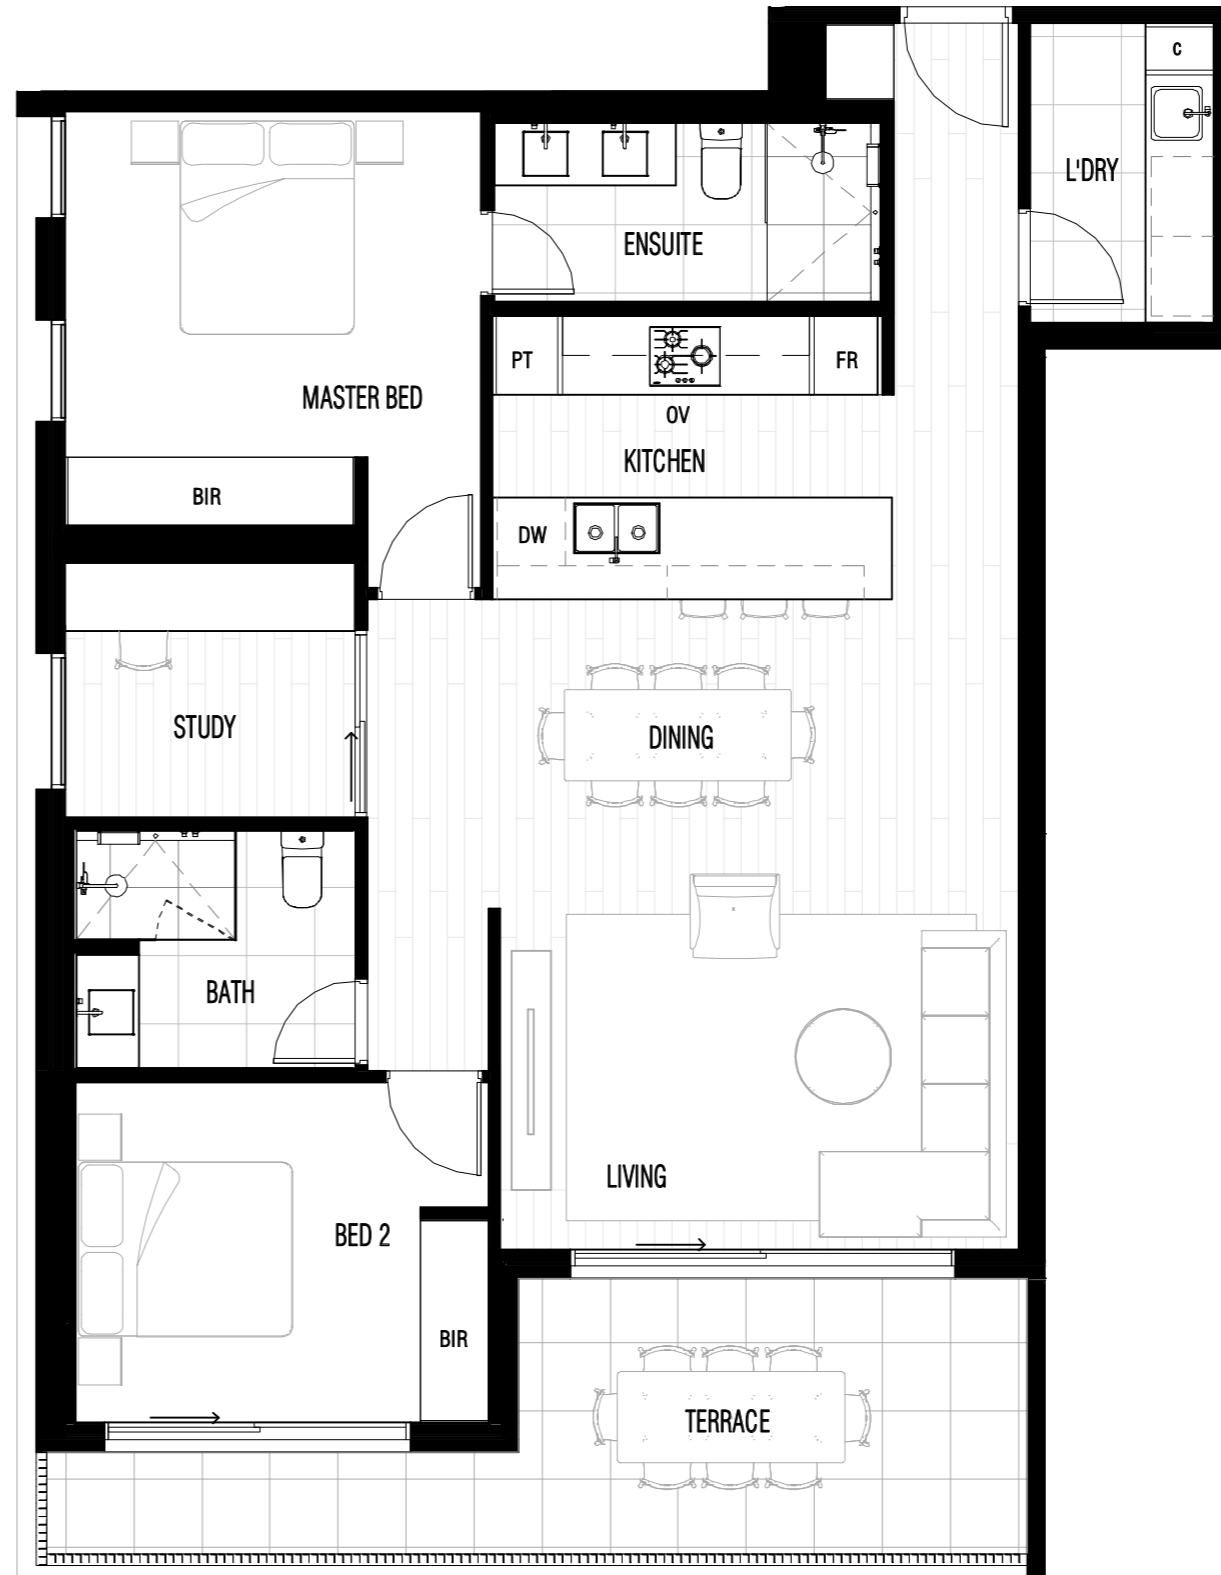 C
L'DRY
ENSUITE
PT
FR
MASTER BED
OV
KITCHEN
BIR
DW
STUDY
DINING
BATH
LIVING
BED 2
BIR
TERRACE